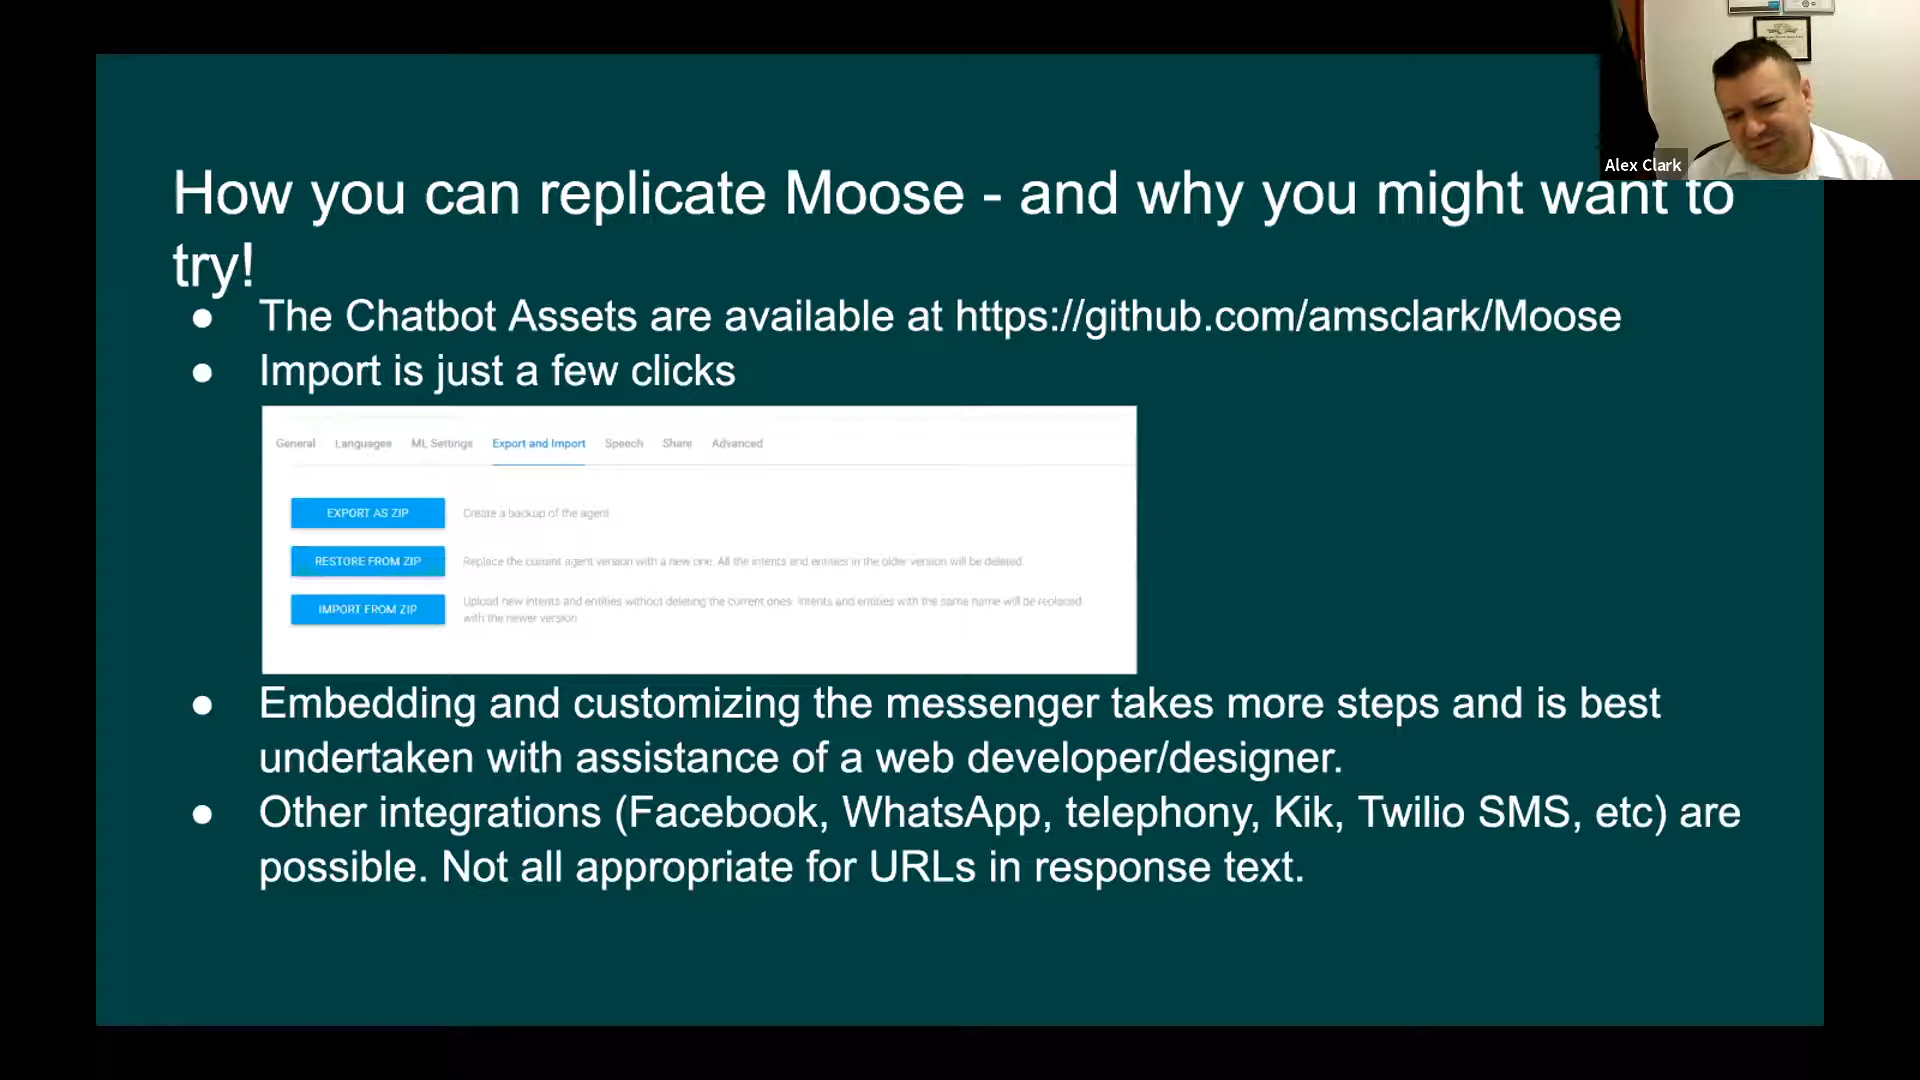 Alex Clark
How you can replicate Moose - and why you might want to
try!
● The Chatbot Assets are available at https://github.com/amsclark/Moose
● Import is just a few clicks
General Languages ML Settings Export and Import Speech Share Advanced
EXPORT AS ZIP Create a backup of the agent
RESTORE FROM ZIP Replace the current agent version with a new one. All the intents and entities in the older version will be deleted.
IMPORT FROM ZIP Upload new intents and entities without deleting the current ones. Intents and entities with the same name will be replaced
with the newer version
● Embedding and customizing the messenger takes more steps and is best
undertaken with assistance of a web developer/designer.
● Other integrations (Facebook, WhatsApp, telephony, Kik, Twilio SMS, etc) are
possible. Not all appropriate for URLs in response text.